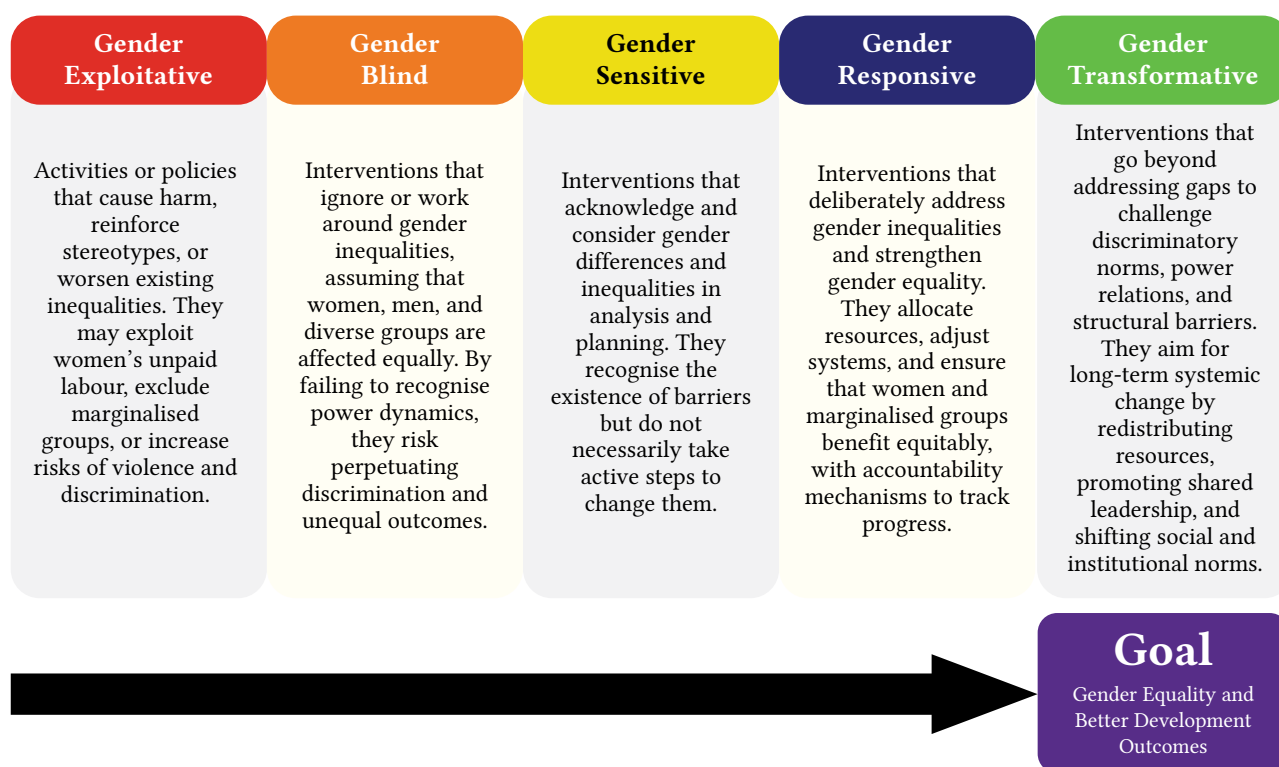 Gender
Exploitative
Activities or policies
that cause harm,
reinforce
stereotypes, or
worsen existing
inequalities. They
may exploit
women’s unpaid
labour, exclude
marginalised
groups, or increase
risks of violence and
discrimination.
Gender
Blind
Interventions that
ignore or work
around gender
inequalities,
assuming that
women, men, and
diverse groups are
affected equally. By
failing to recognise
power dynamics,
they risk
perpetuating
discrimination and
unequal outcomes.
Gender
Sensitive
Interventions that
acknowledge and
consider gender
differences and
inequalities in
analysis and
planning. They
recognise the
existence of barriers
but do not
necessarily take
active steps to
change them.
Gender
Responsive
Interventions that
deliberately address
gender inequalities
and strengthen
gender equality.
They allocate
resources, adjust
systems, and ensure
that women and
marginalised groups
benefit equitably,
with accountability
mechanisms to track
progress.
Gender
Transformative
Interventions that
go beyond
addressing gaps to
challenge
discriminatory
norms, power
relations, and
structural barriers.
They aim for
long-term systemic
change by
redistributing
resources,
promoting shared
leadership, and
shifting social and
institutional norms.
Goal
Gender Equality and
Better Development
Outcomes